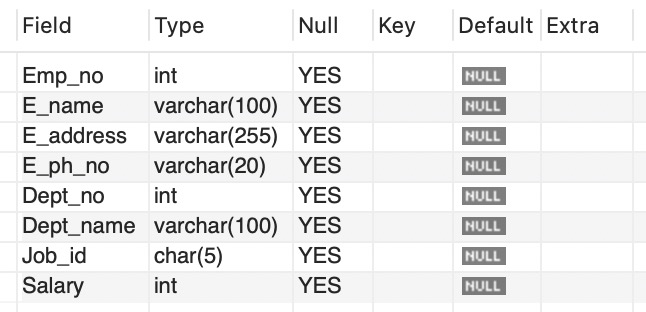 Field Type Null Key Default Extra
Emp_no int YES NULL
E_name varchar(100) YES NULL
E_address varchar(255) YES NULL
E_ph_no varchar(20) YES NULL
Dept_no int YES NULL
Dept_name varchar(100) YES NULL
Job_id char(5) YES NULL
Salary int YES NULL